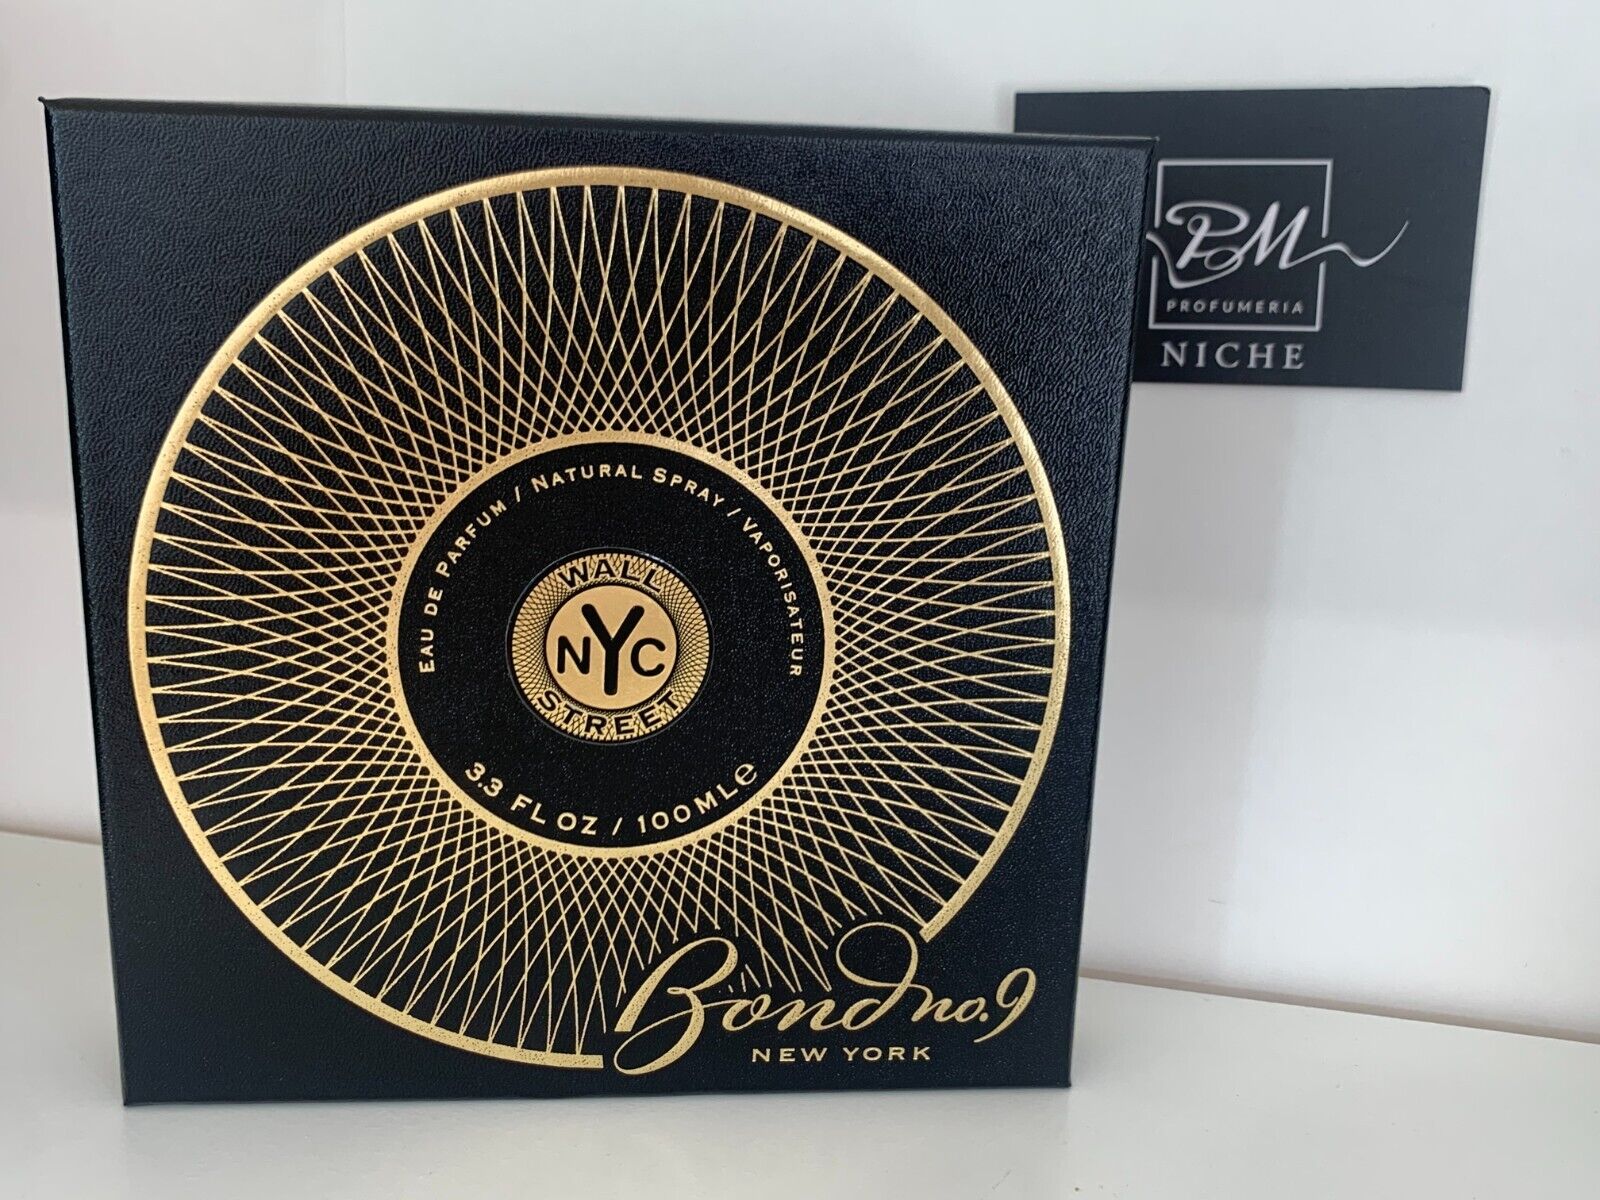 EAU DE PARFUM / NATURAL SPRAY / VAPORISATEUR
WALL
NYC
STREET
3.3 FL OZ / 100 ML e
Bond no.9
NEW YORK
BM
PROFUMERIA
NICHE